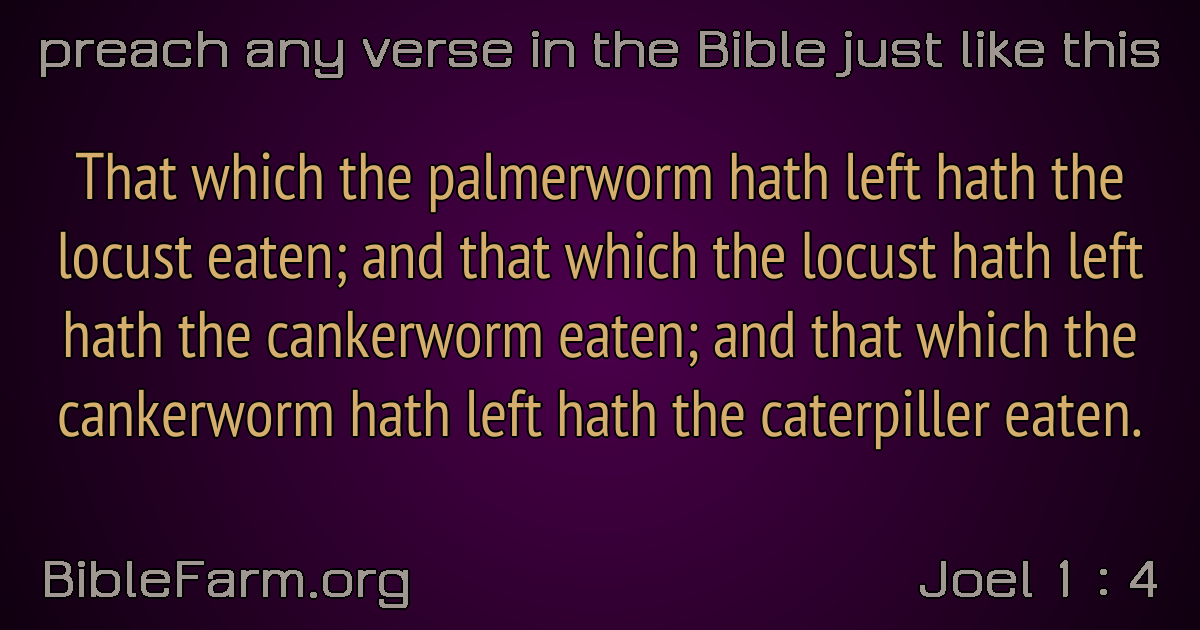 preach any verse in the Bible just like this
That which the palmerworm hath left hath the
locust eaten; and that which the locust hath left
hath the cankerworm eaten; and that which the
cankerworm hath left hath the caterpiller eaten.
BibleFarm.org
Joel 1 : 4